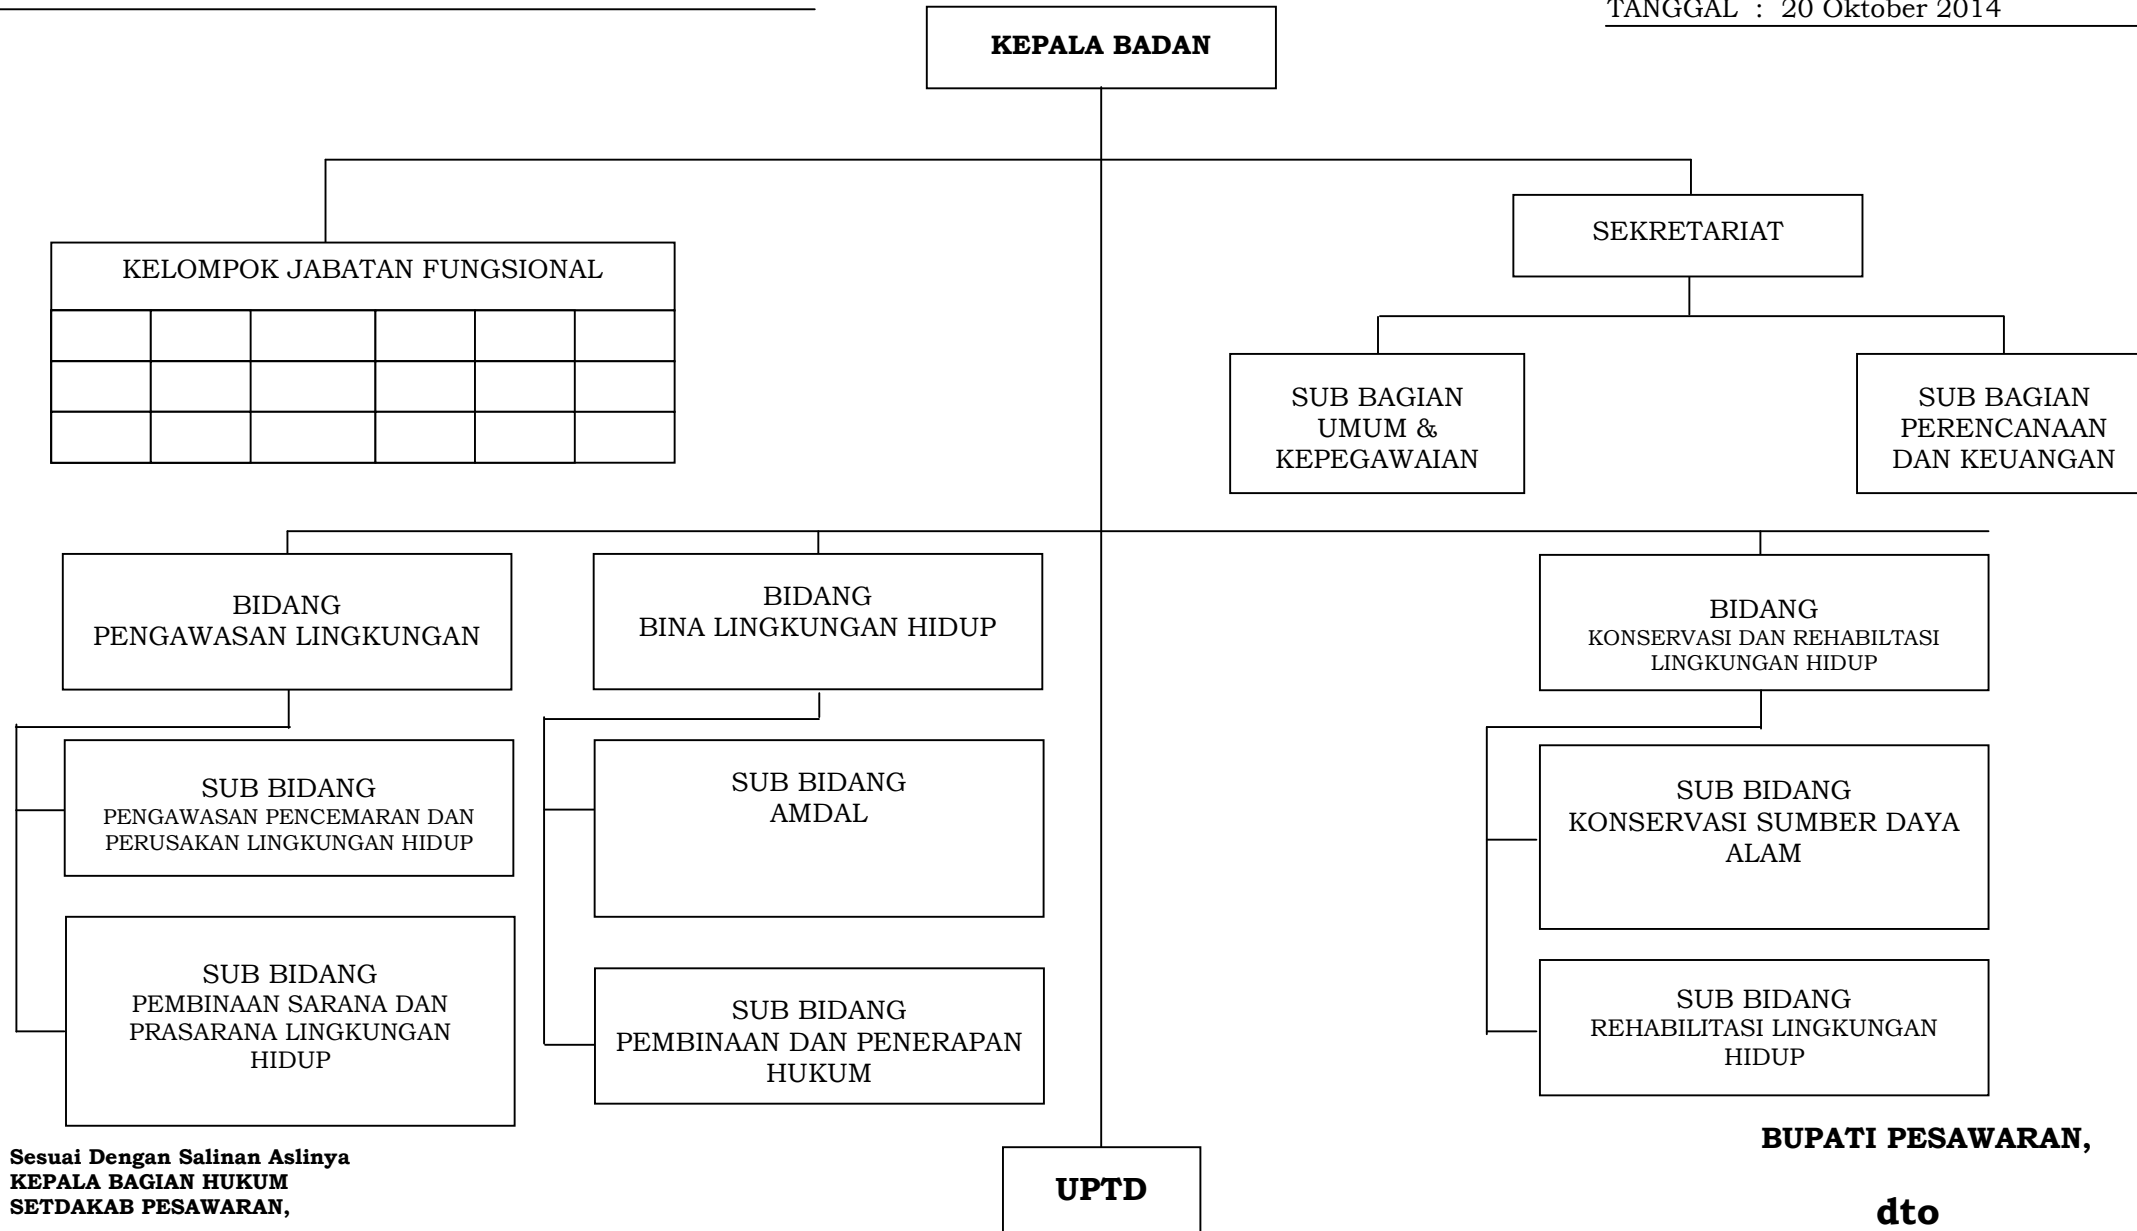 TANGGAL : 20 Oktober 2014
KEPALA BADAN
SEKRETARIAT
KELOMPOK JABATAN FUNGSIONAL
SUB BAGIAN
UMUM &
KEPEGAWAIAN
SUB BAGIAN
PERENCANAAN
DAN KEUANGAN
BIDANG
PENGAWASAN LINGKUNGAN
BIDANG
BINA LINGKUNGAN HIDUP
BIDANG
KONSERVASI DAN REHABILTASI
LINGKUNGAN HIDUP
SUB BIDANG
PENGAWASAN PENCEMARAN DAN
PERUSAKAN LINGKUNGAN HIDUP
SUB BIDANG
AMDAL
SUB BIDANG
KONSERVASI SUMBER DAYA
ALAM
SUB BIDANG
PEMBINAAN SARANA DAN
PRASARANA LINGKUNGAN
HIDUP
SUB BIDANG
PEMBINAAN DAN PENERAPAN
HUKUM
SUB BIDANG
REHABILITASI LINGKUNGAN
HIDUP
Sesuai Dengan Salinan Aslinya
KEPALA BAGIAN HUKUM
SETDAKAB PESAWARAN,
UPTD
BUPATI PESAWARAN,
dto